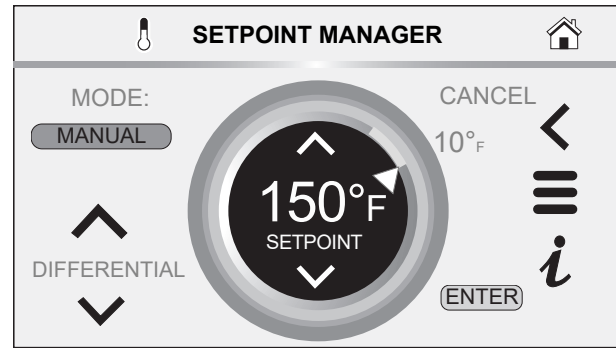 SETPOINT MANAGER
MODE:
MANUAL
CANCEL
10°F
150°F
SETPOINT
DIFFERENTIAL
i
ENTER